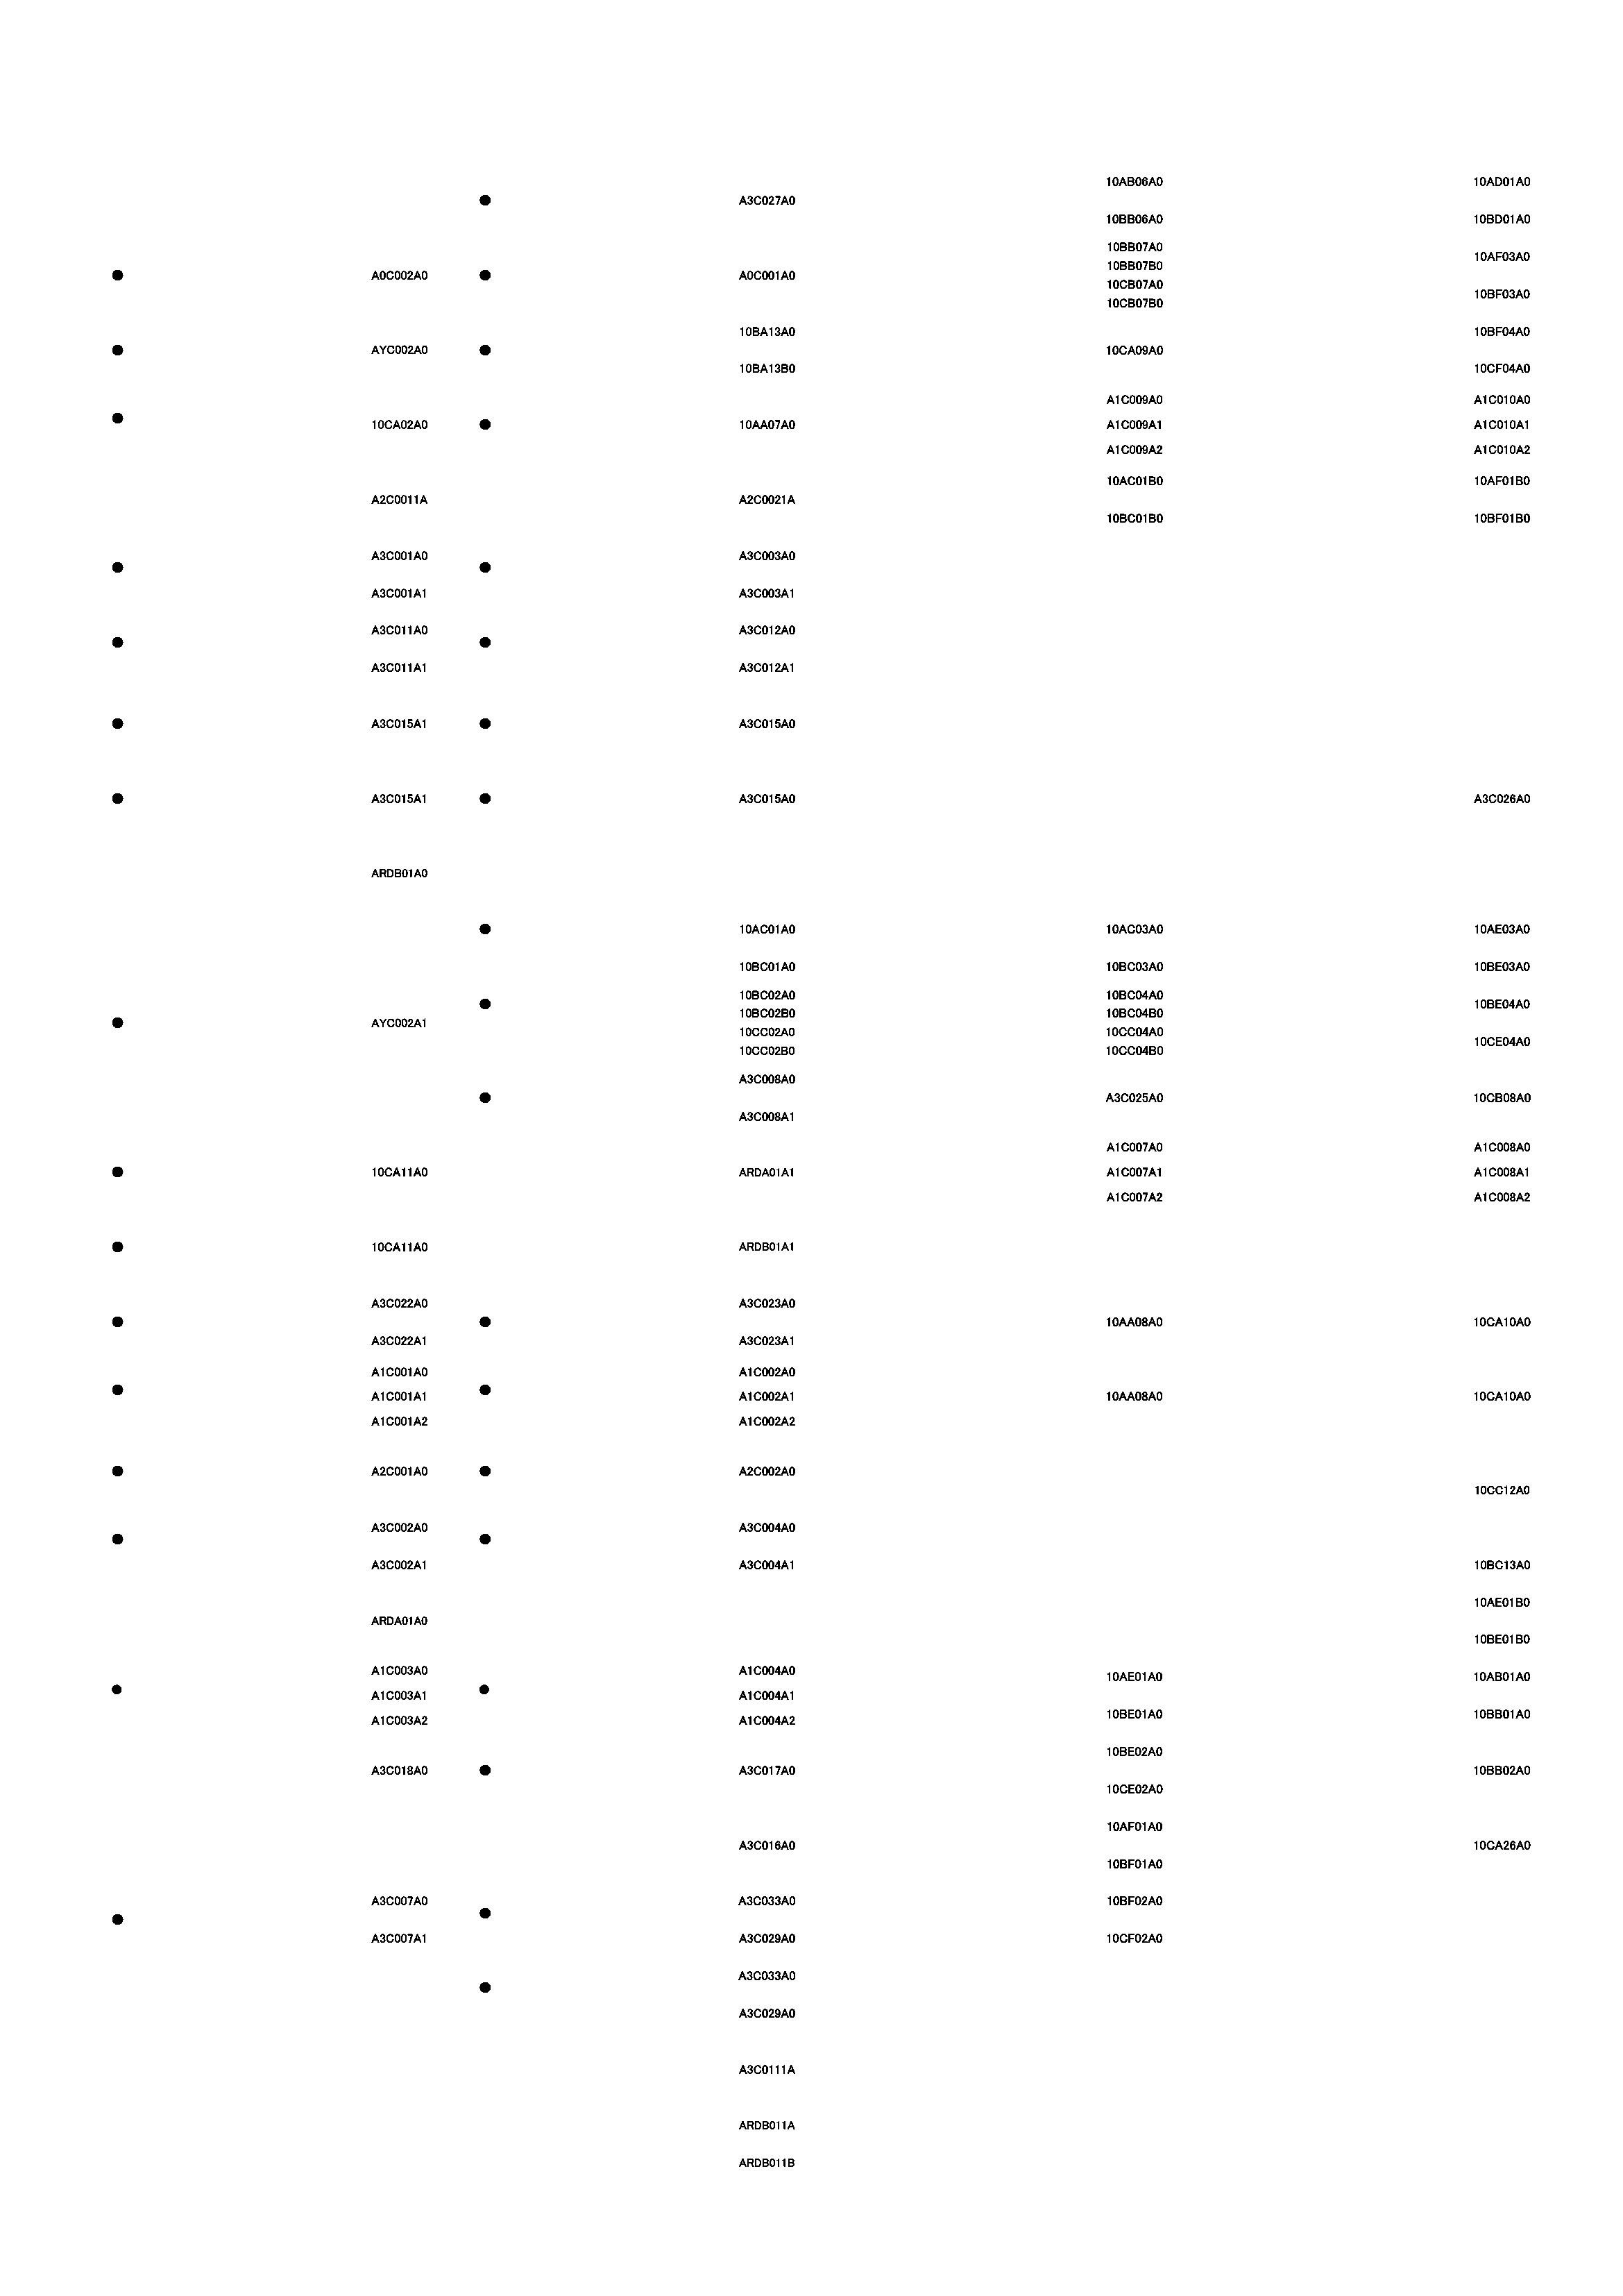 10AB06A0 10AD01A0
● A3C027A0
10BB06A0 10BD01A0
10BB07A0
10AF03A0
10BB07B0
● A0C002A0 ● A0C001A0
10CB07A0
10BF03A0
10CB07B0
10BA13A0 10BF04A0
● AYC002A0 ● 10CA09A0
10BA13B0 10CF04A0
A1C009A0 A1C010A0
● 10CA02A0 ● 10AA07A0 A1C009A1 A1C010A1
A1C009A2 A1C010A2
10AC01B0 10AF01B0
A2C0011A A2C0021A
10BC01B0 10BF01B0
A3C001A0 A3C003A0
● ●
A3C001A1 A3C003A1
A3C011A0 A3C012A0
● ●
A3C011A1 A3C012A1
● A3C015A1 ● A3C015A0
● A3C015A1 ● A3C015A0 A3C026A0
ARDB01A0
● 10AC01A0 10AC03A0 10AE03A0
10BC01A0 10BC03A0 10BE03A0
10BC02A0 10BC04A0
● 10BE04A0
10BC02B0 10BC04B0
● AYC002A1
10CC02A0 10CC04A0
10CE04A0
10CC02B0 10CC04B0
A3C008A0
● A3C025A0 10CB08A0
A3C008A1
A1C007A0 A1C008A0
● 10CA11A0 ARDA01A1 A1C007A1 A1C008A1
A1C007A2 A1C008A2
● 10CA11A0 ARDB01A1
A3C022A0 A3C023A0
● ● 10AA08A0 10CA10A0
A3C022A1 A3C023A1
A1C001A0 A1C002A0
● A1C001A1 ● A1C002A1 10AA08A0 10CA10A0
A1C001A2 A1C002A2
● A2C001A0 ● A2C002A0
10CC12A0
A3C002A0 A3C004A0
● ●
A3C002A1 A3C004A1 10BC13A0
10AE01B0
ARDA01A0
10BE01B0
A1C003A0 A1C004A0
10AE01A0 10AB01A0
● A1C003A1 ● A1C004A1
10BE01A0 10BB01A0
A1C003A2 A1C004A2
10BE02A0
A3C018A0 ● A3C017A0 10BB02A0
10CE02A0
10AF01A0
A3C016A0 10CA26A0
10BF01A0
A3C007A0 A3C033A0 10BF02A0
● ●
A3C007A1 A3C029A0 10CF02A0
A3C033A0
●
A3C029A0
A3C0111A
ARDB011A
ARDB011B